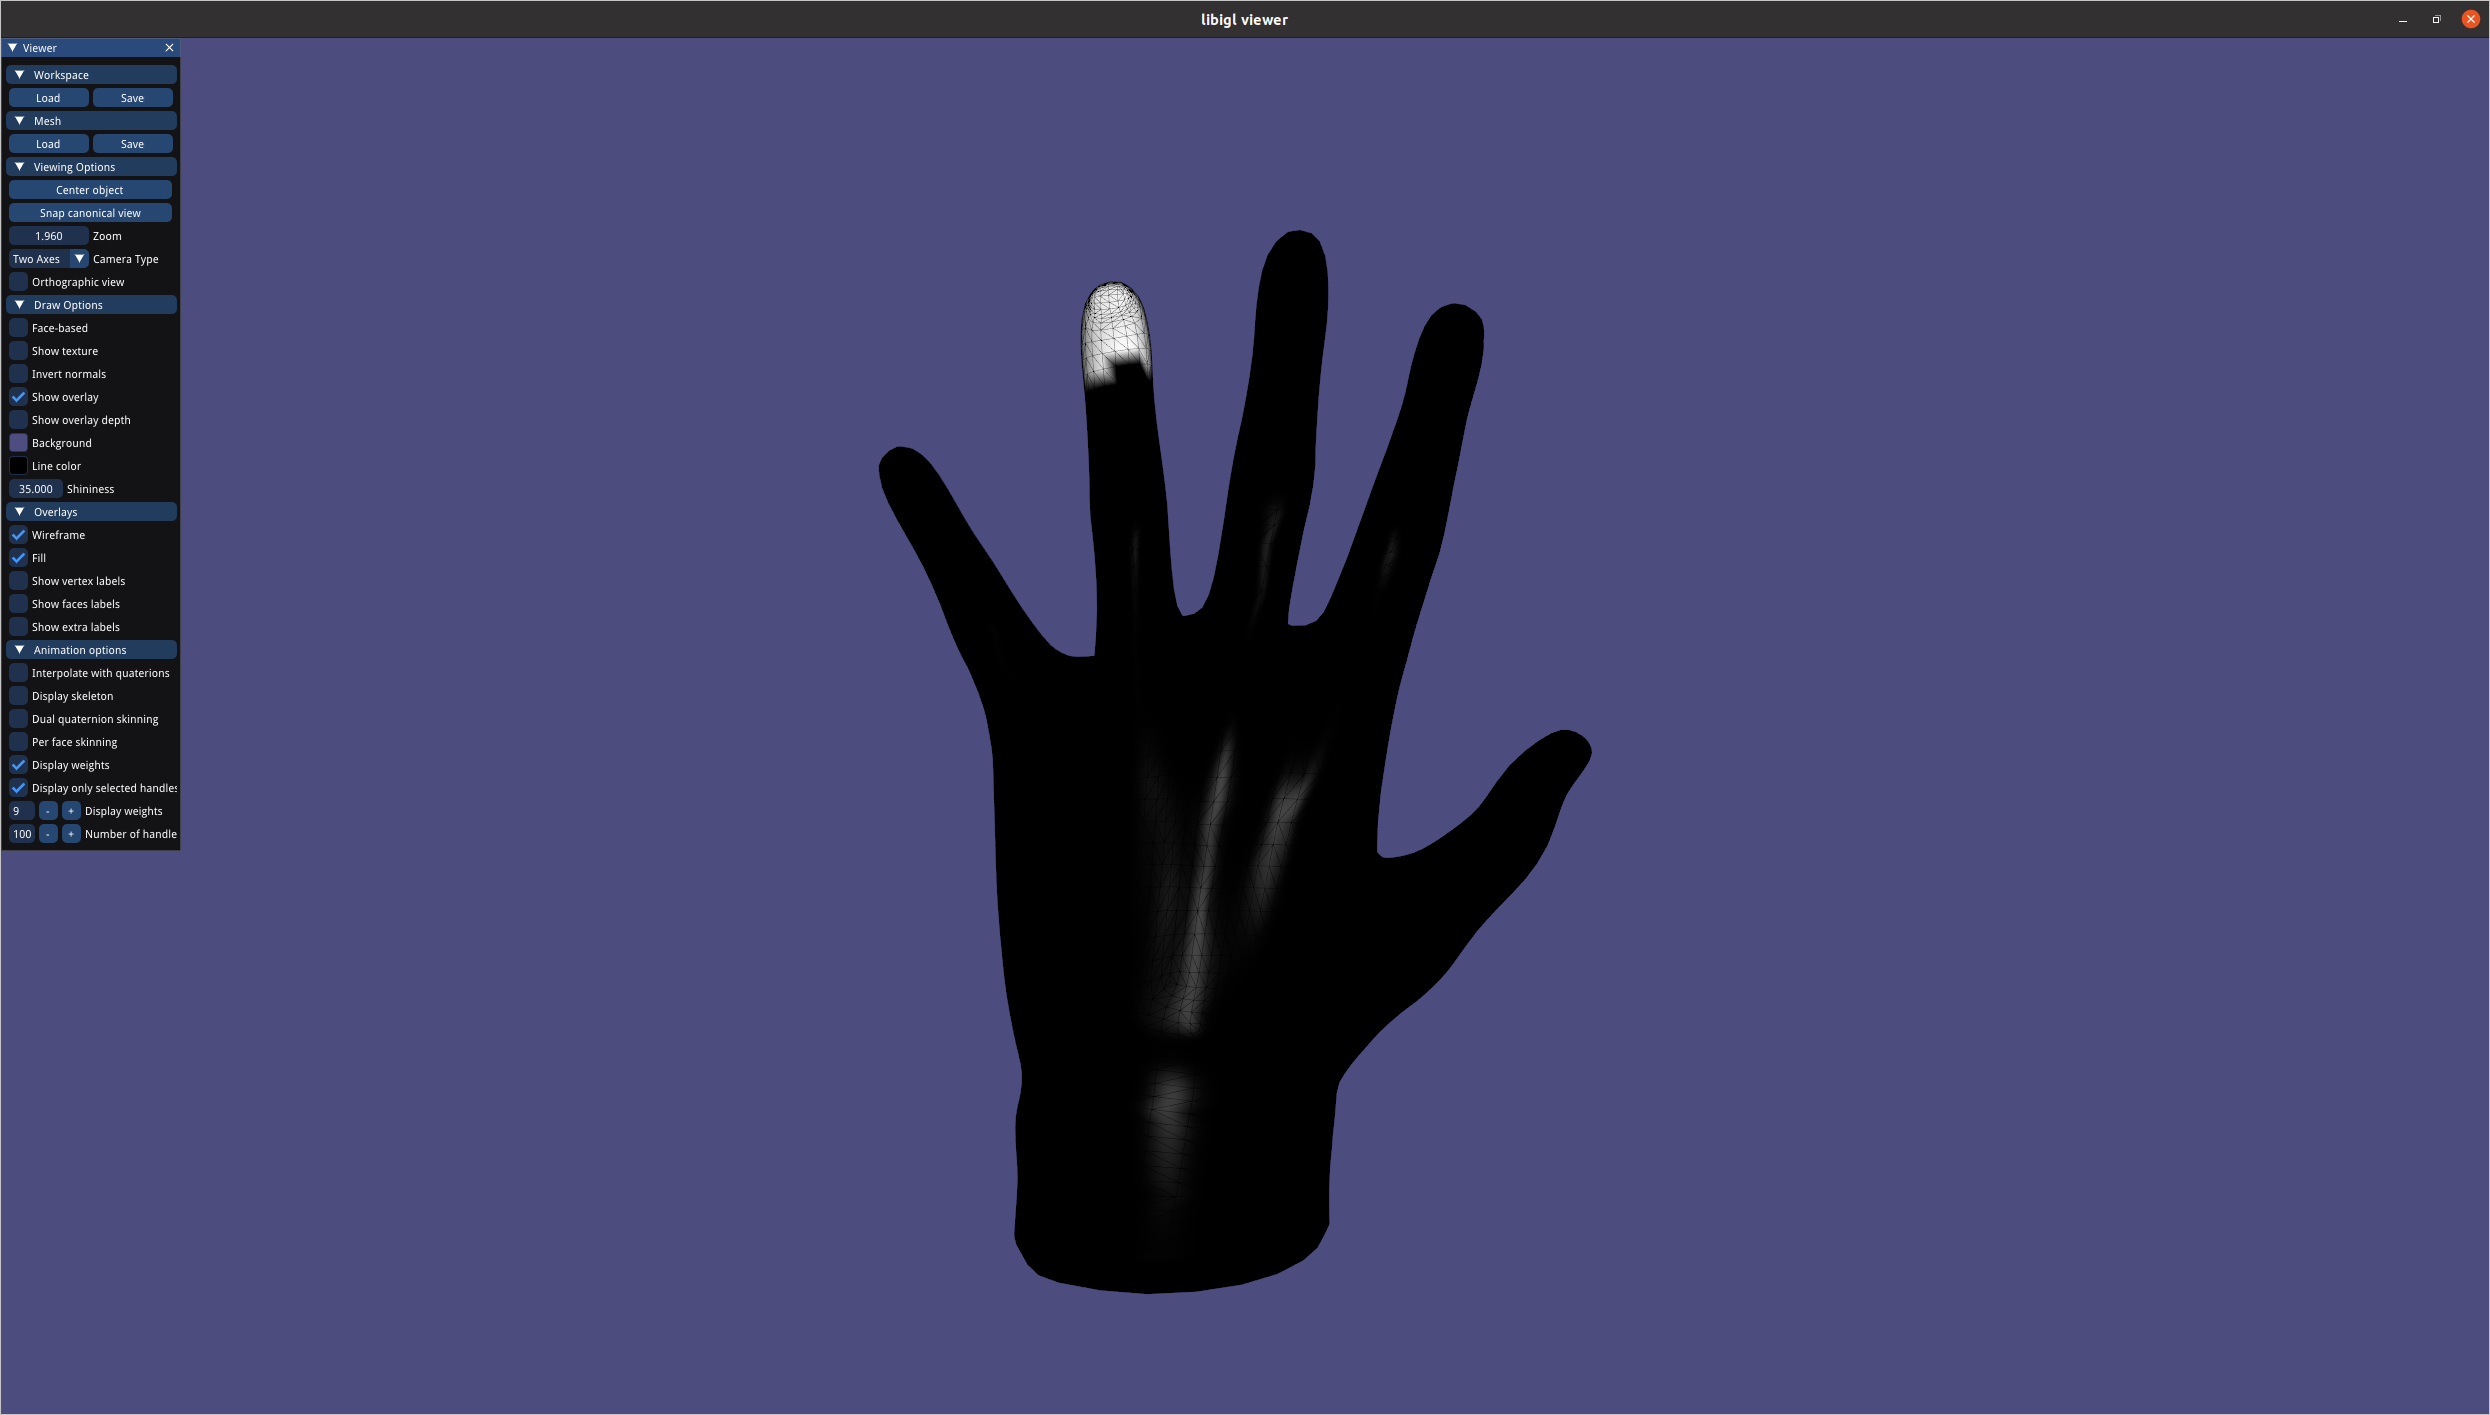 libigl viewer
Viewer
Workspace
Load Save
Mesh
Load Save
Viewing Options
Center object
Snap canonical view
1.960 Zoom
Two Axes Camera Type
Orthographic view
Draw Options
Face-based
Show texture
Invert normals
Show overlay
Show overlay depth
Background
Line color
35.000 Shininess
Overlays
Wireframe
Fill
Show vertex labels
Show faces labels
Show extra labels
Animation options
Interpolate with quaterions
Display skeleton
Dual quaternion skinning
Per face skinning
Display weights
Display only selected handles
9 - + Display weights
100 - + Number of handle